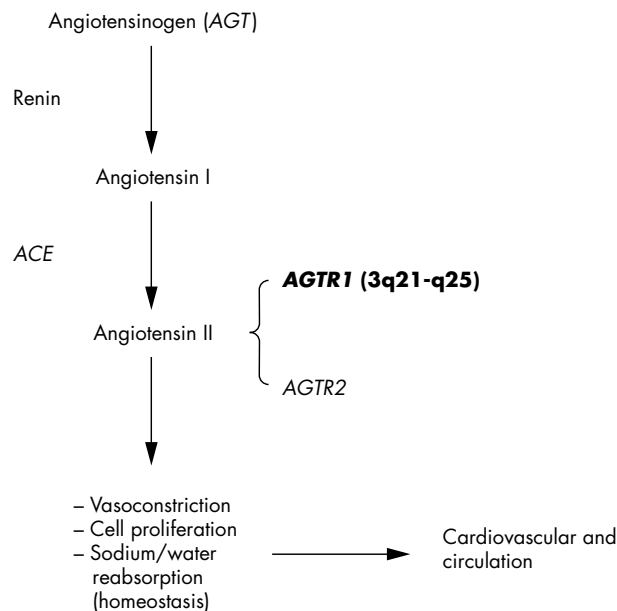 Angiotensinogen (AGT)
Renin
Angiotensin I
ACE
AGTR1 (3q21-q25)
Angiotensin II
AGTR2
– Vasoconstriction
– Cell proliferation
– Sodium/water
reabsorption
(homeostasis)
Cardiovascular and
circulation